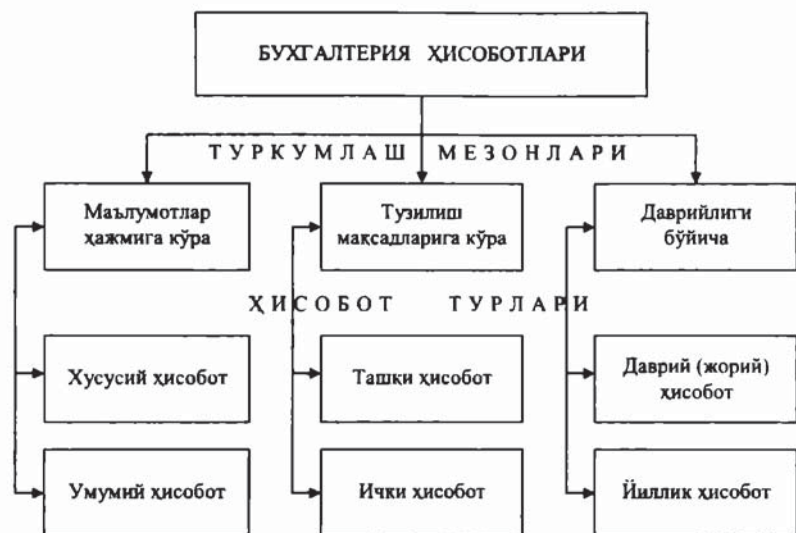 БУХГАЛТЕРИЯ ҲИСОБОТЛАРИ
ТУРКУМЛАШ МЕЗОНЛАРИ
Маълумотлар
ҳажмига кўра
Тузилиш
мақсадларига кўра
Даврийлиги
бўйича
ҲИСОБОТ ТУРЛАРИ
Хусусий ҳисобот
Ташқи ҳисобот
Даврий (жорий)
ҳисобот
Умумий ҳисобот
Ички ҳисобот
Йиллик ҳисобот